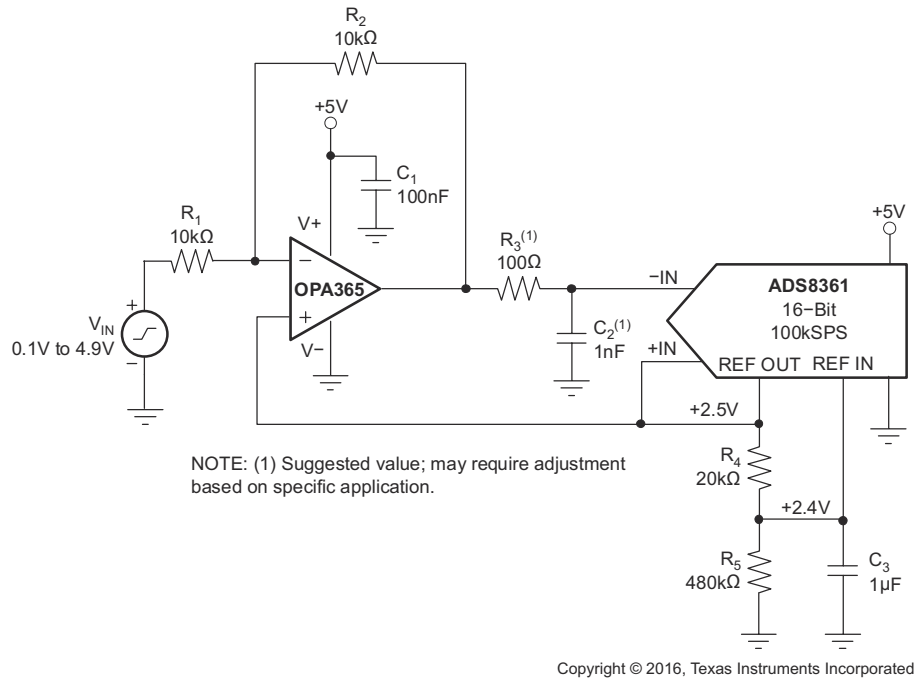 R2
10kΩ
+5V
C1
100nF
R1
10kΩ
V+
−
OPA365
+
V−
+
VIN
−
0.1V to 4.9V
R3(1)
100Ω
C2(1)
1nF
−IN
+IN
+5V
ADS8361
16−Bit
100kSPS
REF OUT REF IN
+2.5V
R4
20kΩ
+2.4V
R5
480kΩ
C3
1µF
NOTE: (1) Suggested value; may require adjustment
based on specific application.
Copyright © 2016, Texas Instruments Incorporated